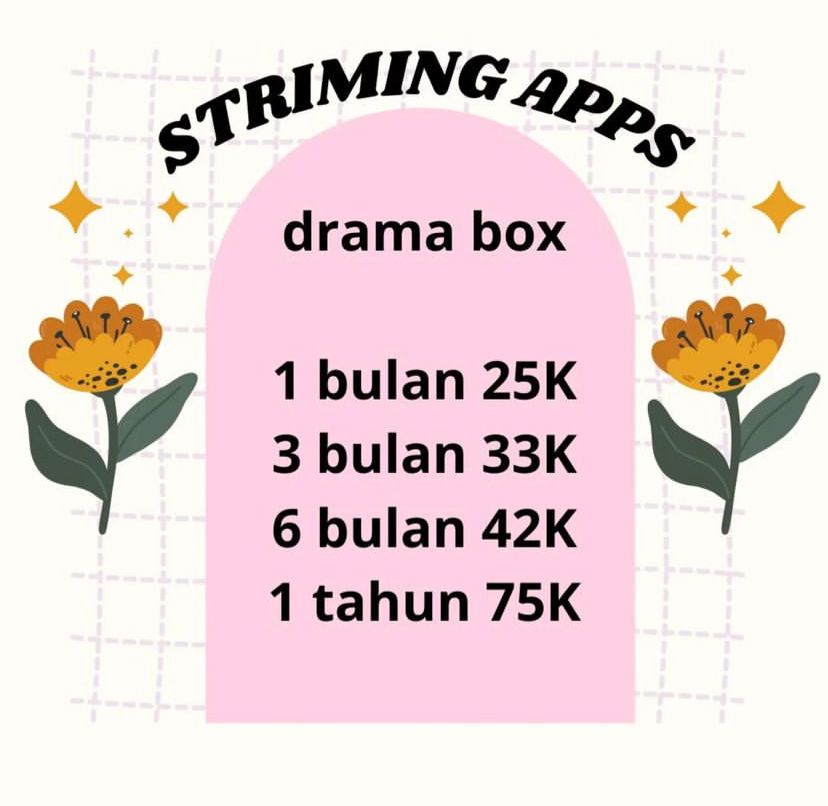 STRIMING APPS
drama box
1 bulan 25K
3 bulan 33K
6 bulan 42K
1 tahun 75K